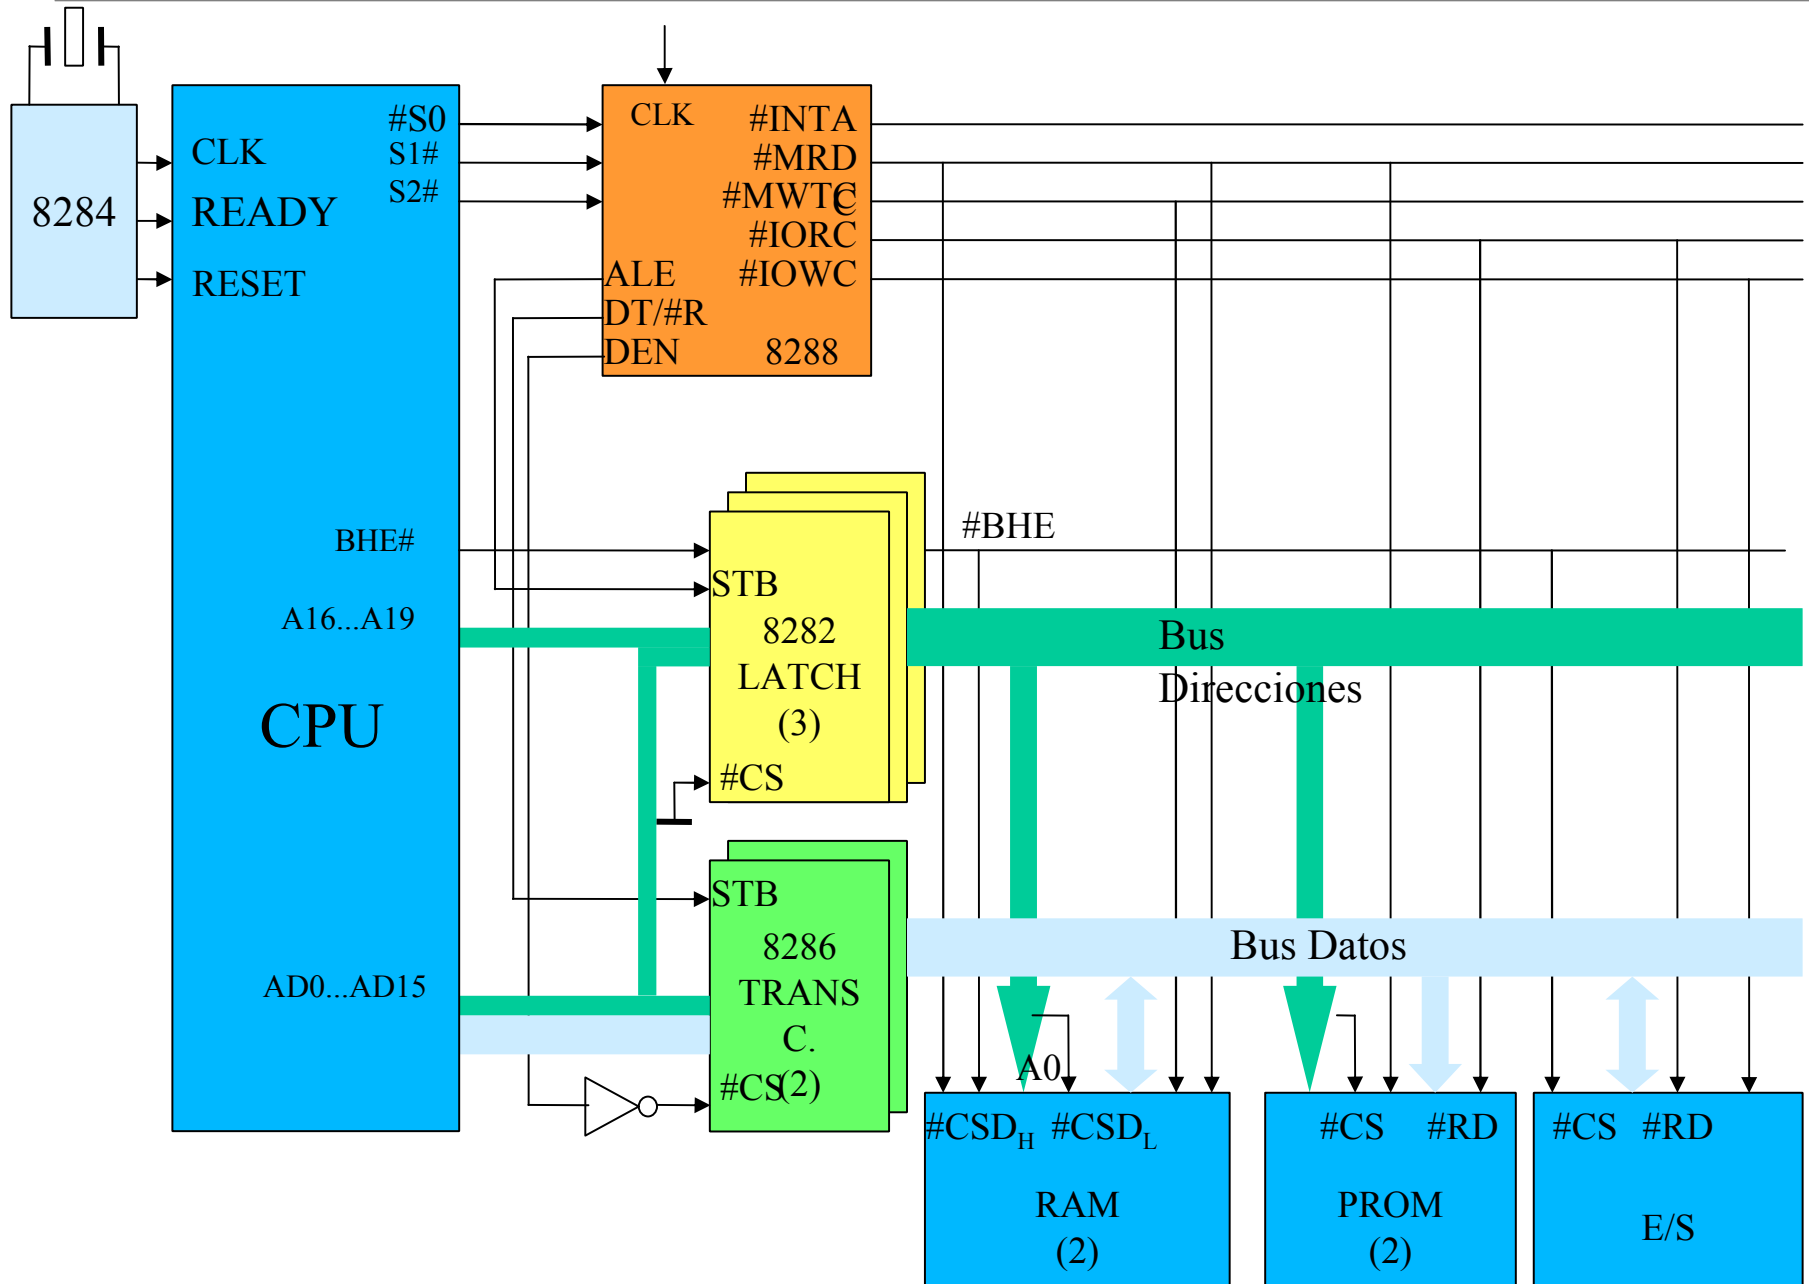 8284
CLK
READY
RESET
#S0
S1#
S2#
BHE#
A16...A19
CPU
AD0...AD15
CLK
#INTA
#MRD
#MWTC
C
#IORC
ALE
#IOWC
DT/#R
DEN
8288
STB
8282
LATCH
(3)
#CS
#BHE
Bus
Direcciones
STB
8286
TRANS
C.
(2)
#CS
Bus Datos
A0
#CSDH
#CSDL
RAM
(2)
#CS
#RD
PROM
(2)
#CS
#RD
E/S